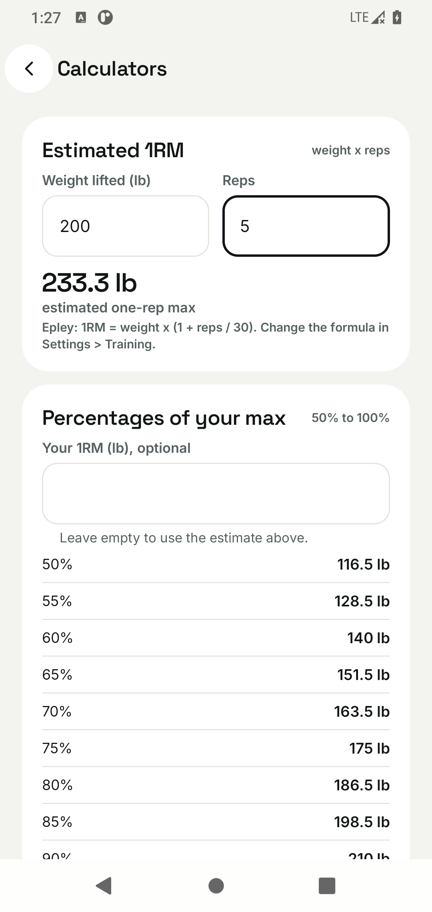 1:27
LTE
Calculators
Estimated 1RM
weight x reps
Weight lifted (lb)
Reps
200
5
233.3 lb
estimated one-rep max
Epley: 1RM = weight x (1 + reps / 30). Change the formula in
Settings > Training.
Percentages of your max
50% to 100%
Your 1RM (lb), optional
Leave empty to use the estimate above.
50% 116.5 lb
55% 128.5 lb
60% 140 lb
65% 151.5 lb
70% 163.5 lb
75% 175 lb
80% 186.5 lb
85% 198.5 lb
90% 210 lb